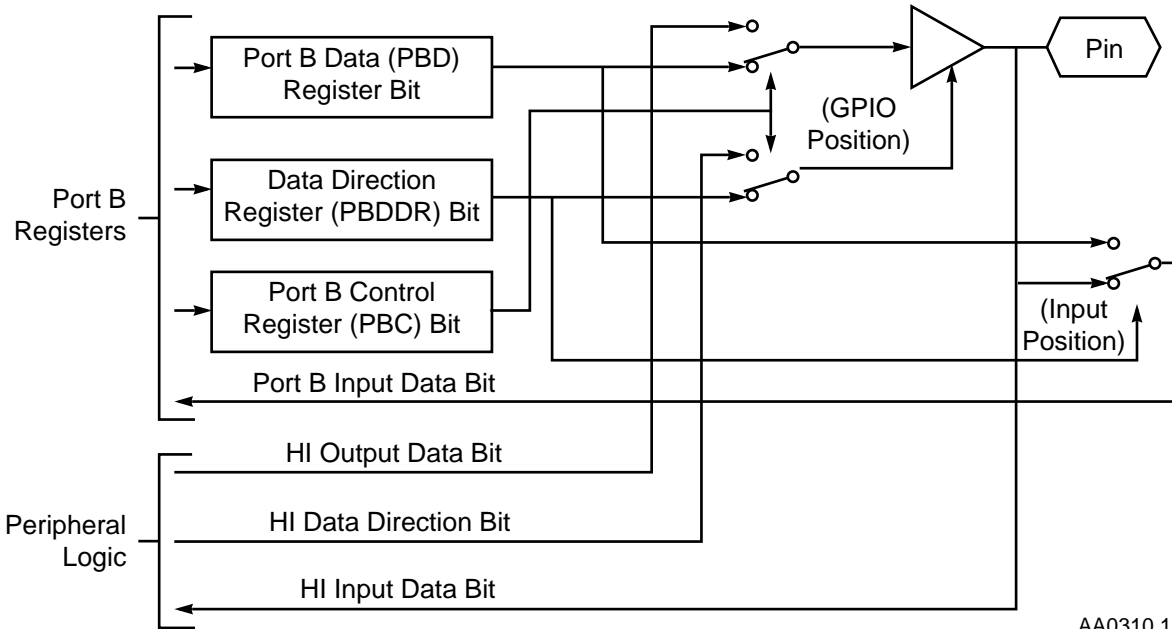 Port B Data (PBD)
Register Bit
Pin
(GPIO
Position)
Data Direction
Register (PBDDR) Bit
Port B
Registers
Port B Control
Register (PBC) Bit
(Input
Position)
Port B Input Data Bit
HI Output Data Bit
HI Data Direction Bit
Peripheral
Logic
HI Input Data Bit
AA0310.1